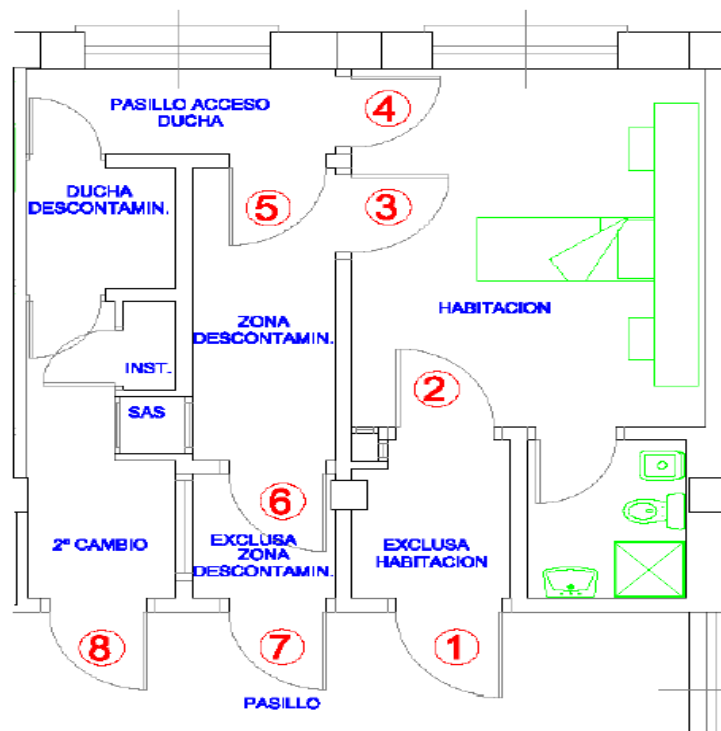 PASILLO ACCESO
DUCHA
4
DUCHA
DESCONTAMIN.
5
3
HABITACION
ZONA
DESCONTAMIN.
INST.
2
SAS
6
2º CAMBIO
EXCLUSA
ZONA
DESCONTAMIN.
EXCLUSA
HABITACION
8
7
1
PASILLO